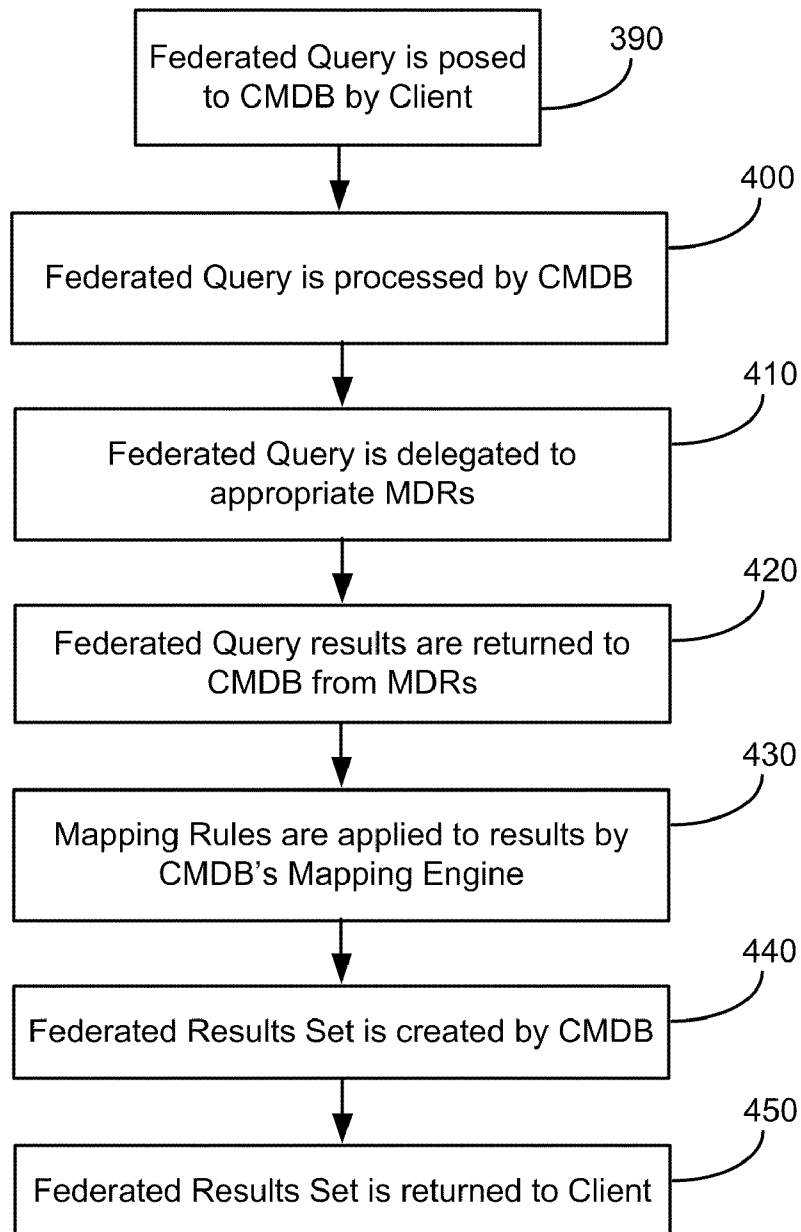 Federated Query is posed
to CMDB by Client
390
400
Federated Query is processed by CMDB
410
Federated Query is delegated to
appropriate MDRs
420
Federated Query results are returned to
CMDB from MDRs
430
Mapping Rules are applied to results by
CMDB's Mapping Engine
440
Federated Results Set is created by CMDB
450
Federated Results Set is returned to Client